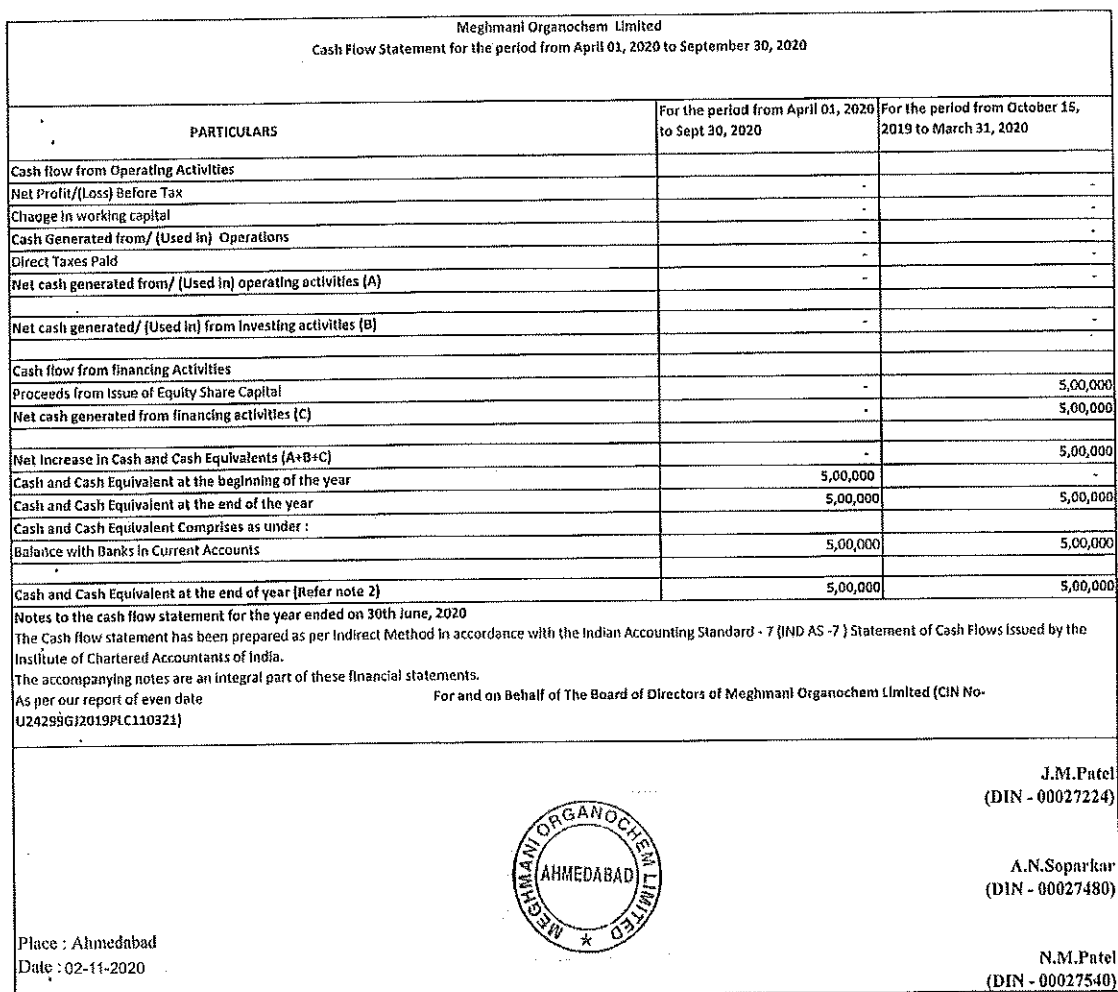 Meghmani Organochem Limited
Cash Flow Statement for the period from April 01, 2020 to September 30, 2020
PARTICULARS
For the period from April 01, 2020 to Sept 30, 2020
For the period from October 15, 2019 to March 31, 2020
Cash flow from Operating Activities
Net Profit/(Loss) Before Tax - -
Change in working capital - -
Cash Generated from/ (Used in) Operations - -
Direct Taxes Paid - -
Net cash generated from/ (Used in) operating activities (A) - -
Net cash generated/ (Used in) from Investing activities (B) - -
Cash flow from financing Activities
Proceeds from Issue of Equity Share Capital - 5,00,000
Net cash generated from financing activities (C) - 5,00,000
Net Increase in Cash and Cash Equivalents (A+B+C) - 5,00,000
Cash and Cash Equivalent at the beginning of the year 5,00,000 -
Cash and Cash Equivalent at the end of the year 5,00,000 5,00,000
Cash and Cash Equivalent Comprises as under :
Balance with Banks in Current Accounts 5,00,000 5,00,000
Cash and Cash Equivalent at the end of year (Refer note 2) 5,00,000 5,00,000
Notes to the cash flow statement for the year ended on 30th June, 2020
The Cash flow statement has been prepared as per Indirect Method in accordance with the Indian Accounting Standard - 7 (IND AS -7 ) Statement of Cash Flows issued by the
Institute of Chartered Accountants of India.
The accompanying notes are an integral part of these financial statements.
As per our report of even date For and on Behalf of The Board of Directors of Meghmani Organochem Limited (CIN No-
U24299GJ2019PLC110321)
J.M.Patel
(DIN - 00027224)
MEGHMANI ORGANOCHEM LIMITED
AHMEDABAD
A.N.Soparkar
(DIN - 00027480)
Place : Ahmedabad
Date : 02-11-2020
N.M.Patel
(DIN - 00027540)